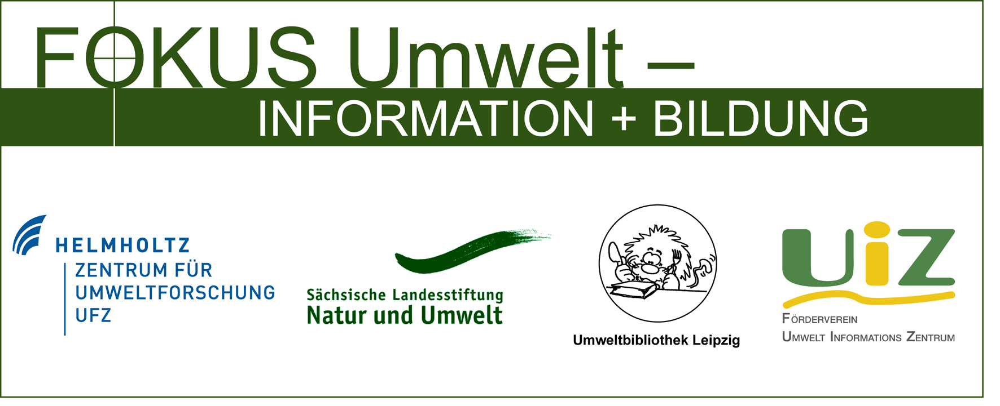 FOKUS Umwelt –
INFORMATION + BILDUNG
HELMHOLTZ
ZENTRUM FÜR
UMWELTFORSCHUNG
UFZ
Sächsische Landesstiftung
Natur und Umwelt
Umweltbibliothek Leipzig
UiZ
FÖRDERVEREIN
UMWELT INFORMATIONS ZENTRUM